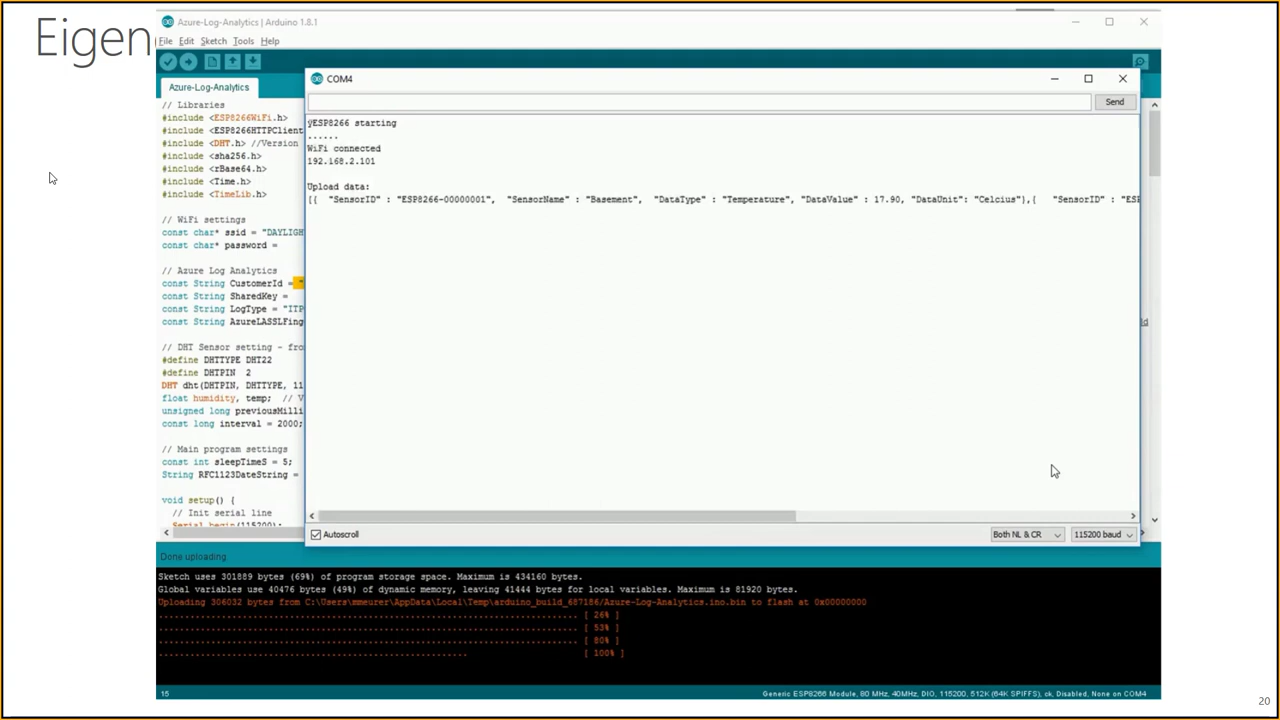 Eigen
Azure-Log-Analytics | Arduino 1.8.1
File Edit Sketch Tools Help
Azure-Log-Analytics
// Libraries
#include <ESP8266WiFi.h>
#include <ESP8266HTTPClient
#include <DHT.h> //Version
#include <sha256.h>
#include <rBase64.h>
#include <Time.h>
#include <TimeLib.h>
// WiFi settings
const char* ssid = "DAYLIGH
const char* password =
// Azure Log Analytics
const String CustomerId = "
const String SharedKey =
const String LogType = "ITP
const String AzureLASSLFing
// DHT Sensor setting - fro
#define DHTTYPE DHT22
#define DHTPIN 2
DHT dht(DHTPIN, DHTTYPE, 11
float humidity, temp; // V
unsigned long previousMilli
const long interval = 2000;
// Main program settings
const int sleepTimeS = 5;
String RFC1123DateString =
void setup() {
// Init serial line
Serial.begin(115200);
COM4
Send
ÿESP8266 starting
......
WiFi connected
192.168.2.101
Upload data:
[{ "SensorID" : "ESP8266-00000001", "SensorName" : "Basement", "DataType" : "Temperature", "DataValue" : 17.90, "DataUnit": "Celcius"},{ "SensorID" : "ESP
Autoscroll
Both NL & CR
115200 baud
Done uploading.
Sketch uses 301889 bytes (69%) of program storage space. Maximum is 434160 bytes.
Global variables use 40476 bytes (49%) of dynamic memory, leaving 41444 bytes for local variables. Maximum is 81920 bytes.
Uploading 306032 bytes from C:\Users\mmeurer\AppData\Local\Temp\arduino_build_687186/Azure-Log-Analytics.ino.bin to flash at 0x00000000
................................................................................ [ 26% ]
................................................................................ [ 53% ]
................................................................................ [ 80% ]
............................................................ [ 100% ]
15
Generic ESP8266 Module, 80 MHz, 40MHz, DIO, 115200, 512K (64K SPIFFS), ck, Disabled, None on COM4
20